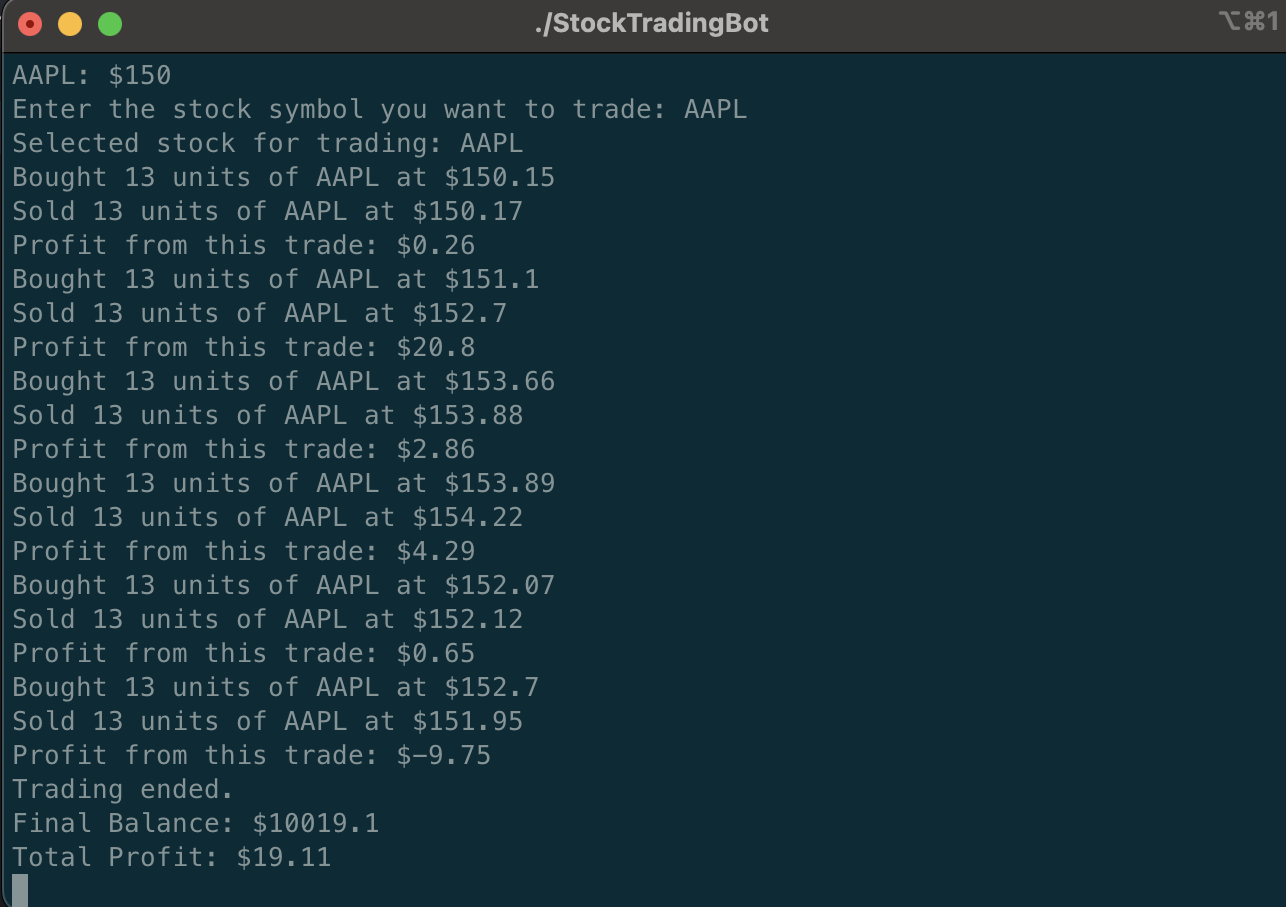 ./StockTradingBot
⌥⌘1
AAPL: $150
Enter the stock symbol you want to trade: AAPL
Selected stock for trading: AAPL
Bought 13 units of AAPL at $150.15
Sold 13 units of AAPL at $150.17
Profit from this trade: $0.26
Bought 13 units of AAPL at $151.1
Sold 13 units of AAPL at $152.7
Profit from this trade: $20.8
Bought 13 units of AAPL at $153.66
Sold 13 units of AAPL at $153.88
Profit from this trade: $2.86
Bought 13 units of AAPL at $153.89
Sold 13 units of AAPL at $154.22
Profit from this trade: $4.29
Bought 13 units of AAPL at $152.07
Sold 13 units of AAPL at $152.12
Profit from this trade: $0.65
Bought 13 units of AAPL at $152.7
Sold 13 units of AAPL at $151.95
Profit from this trade: $-9.75
Trading ended.
Final Balance: $10019.1
Total Profit: $19.11